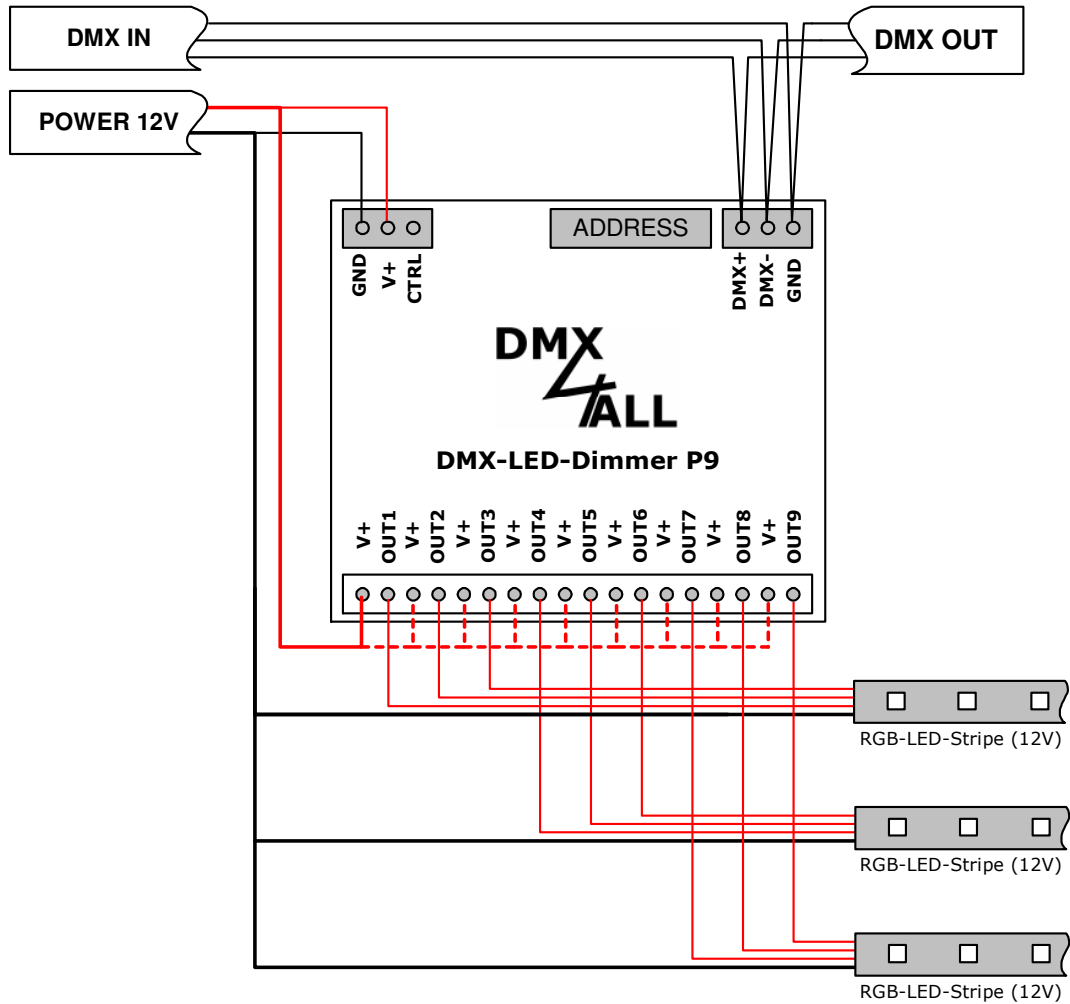 DMX IN
DMX OUT
POWER 12V
ADDRESS
GND
V+
CTRL
DMX+
DMX-
GND
DMX
4
ALL
DMX-LED-Dimmer P9
V+
OUT1
V+
OUT2
V+
OUT3
V+
OUT4
V+
OUT5
V+
OUT6
V+
OUT7
V+
OUT8
V+
OUT9
RGB-LED-Stripe (12V)
RGB-LED-Stripe (12V)
RGB-LED-Stripe (12V)